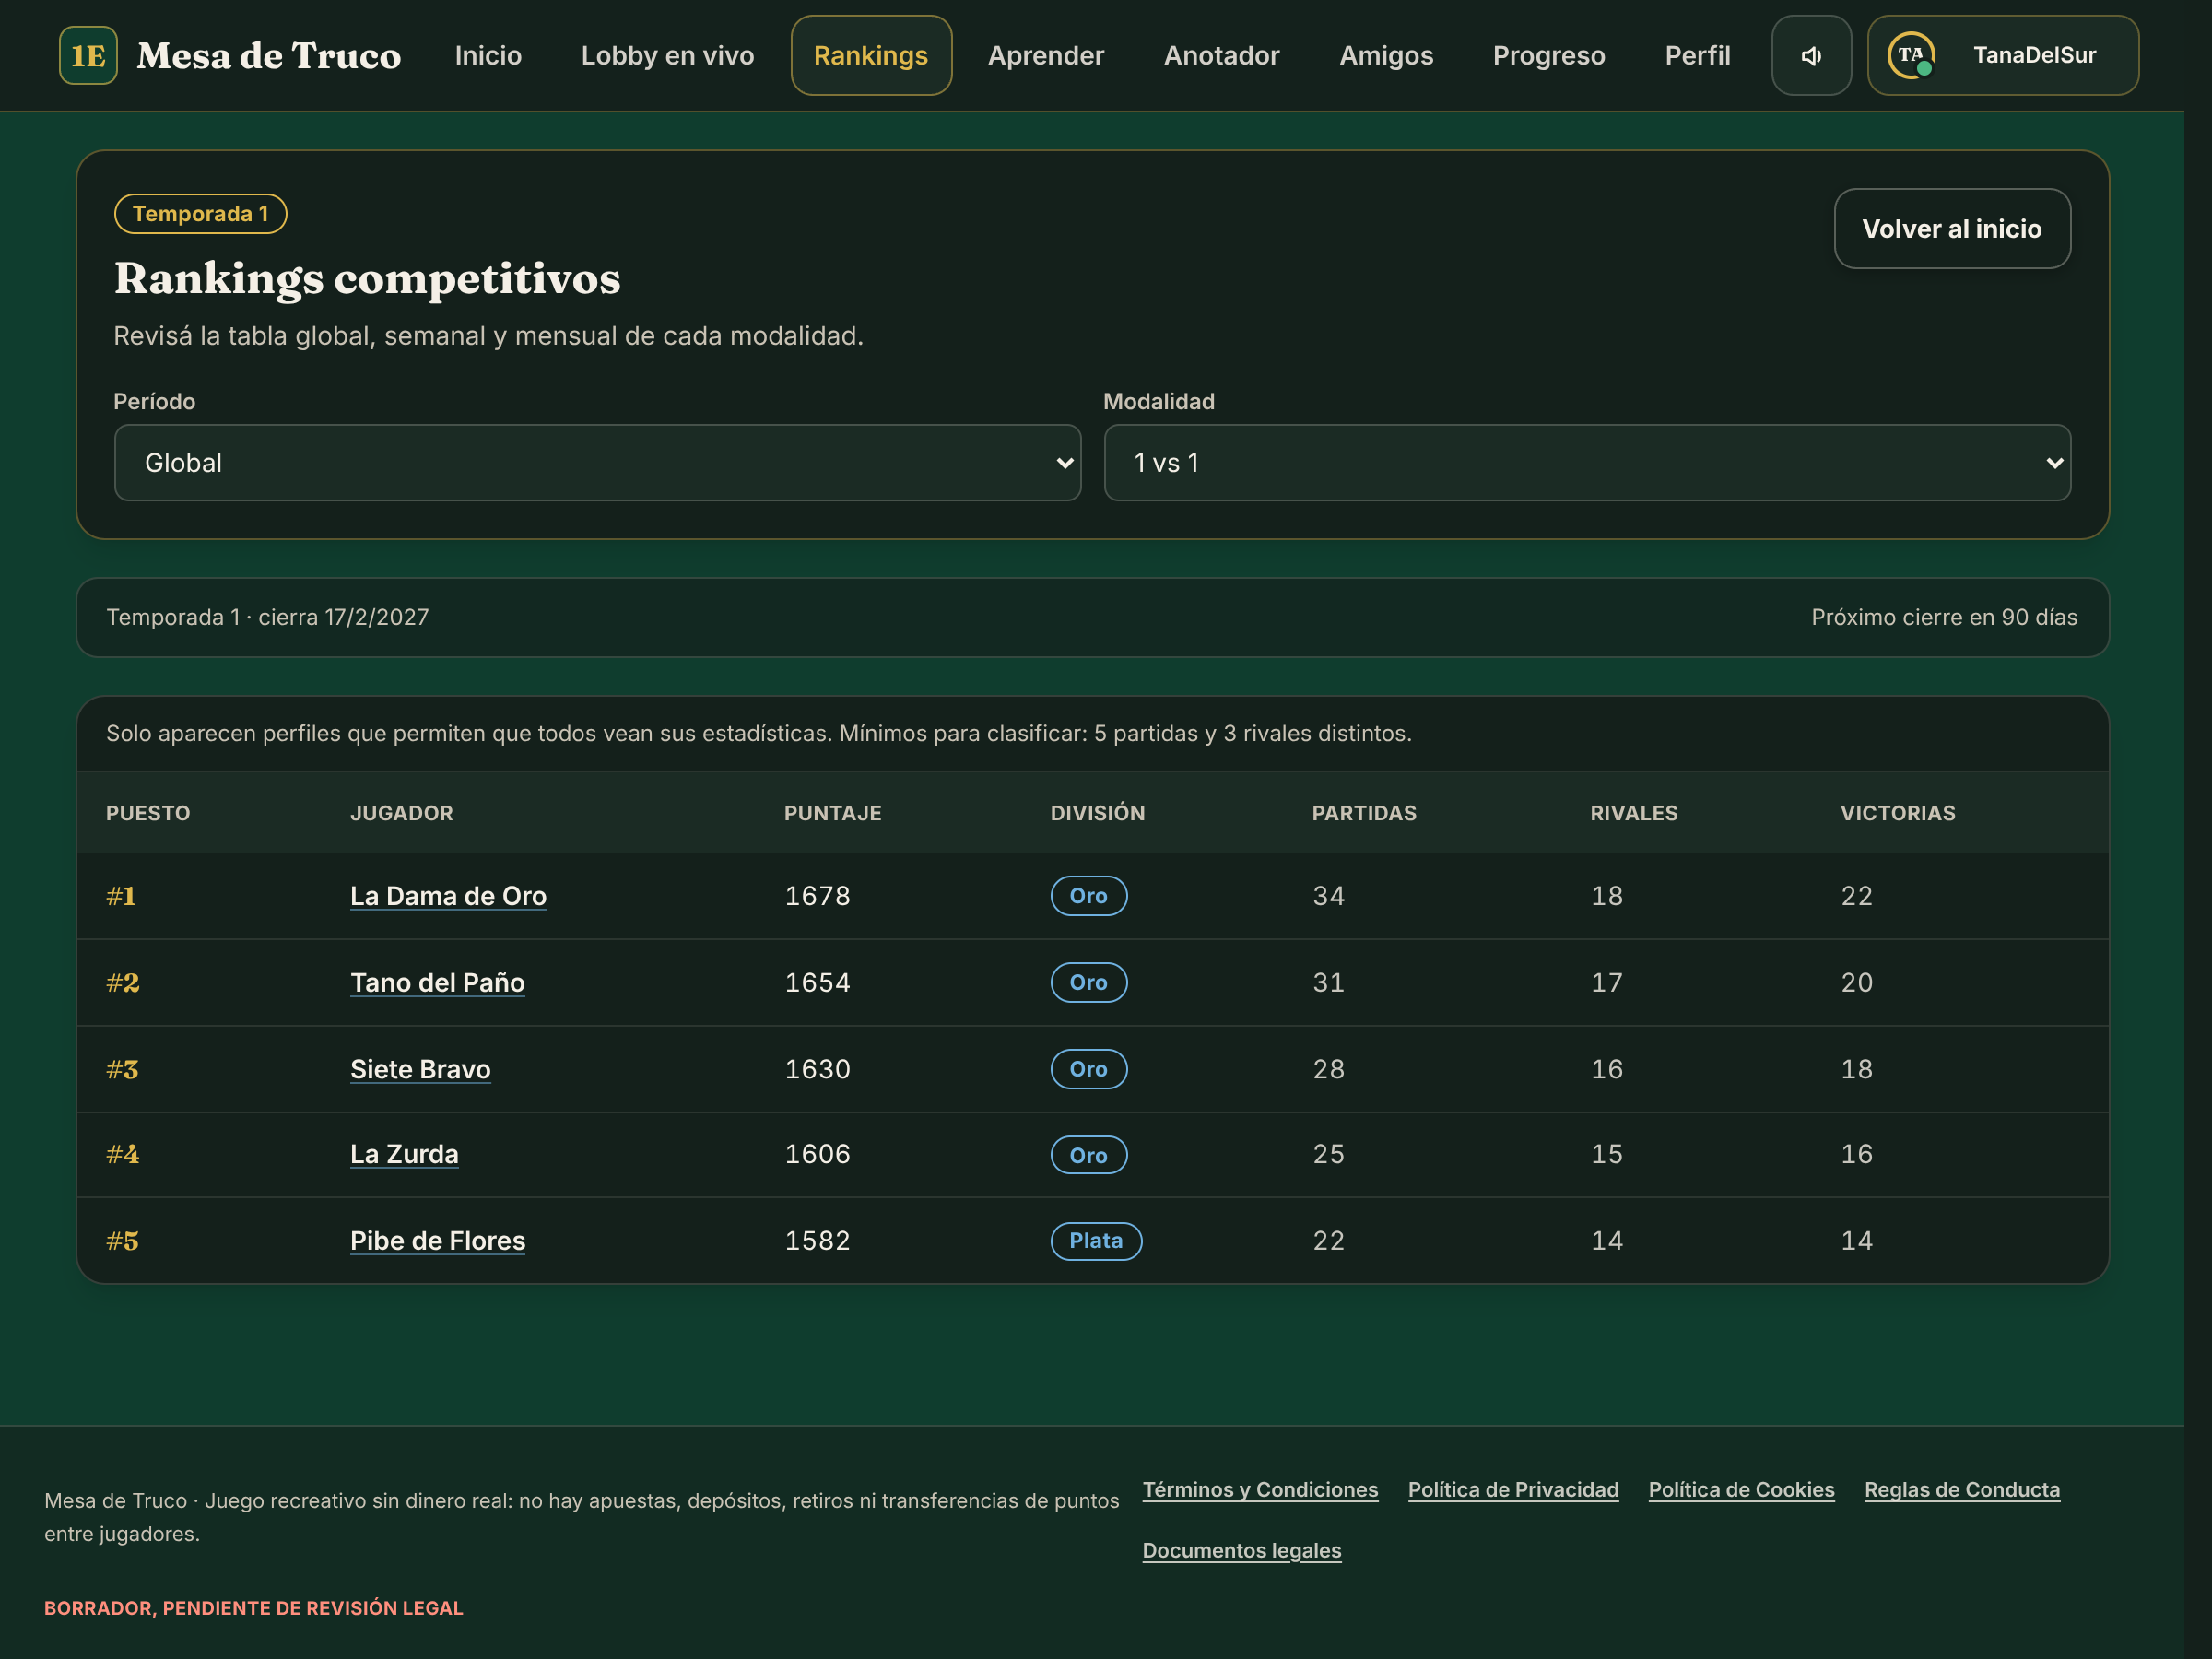 1E Mesa de Truco Inicio Lobby en vivo Rankings Aprender Anotador Amigos Progreso Perfil TA TanaDelSur
Temporada 1
Volver al inicio
Rankings competitivos
Revisá la tabla global, semanal y mensual de cada modalidad.
Período Modalidad
Global 1 vs 1
Temporada 1 · cierra 17/2/2027 Próximo cierre en 90 días
Solo aparecen perfiles que permiten que todos vean sus estadísticas. Mínimos para clasificar: 5 partidas y 3 rivales distintos.
PUESTO JUGADOR PUNTAJE DIVISIÓN PARTIDAS RIVALES VICTORIAS
#1 La Dama de Oro 1678 Oro 34 18 22
#2 Tano del Paño 1654 Oro 31 17 20
#3 Siete Bravo 1630 Oro 28 16 18
#4 La Zurda 1606 Oro 25 15 16
#5 Pibe de Flores 1582 Plata 22 14 14
Mesa de Truco · Juego recreativo sin dinero real: no hay apuestas, depósitos, retiros ni transferencias de puntos
entre jugadores.
BORRADOR, PENDIENTE DE REVISIÓN LEGAL
Términos y Condiciones Política de Privacidad Política de Cookies Reglas de Conducta
Documentos legales